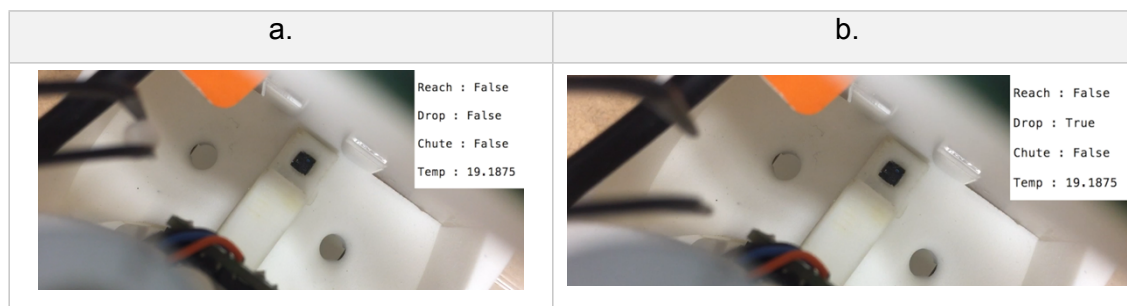 a.
b.
Reach : False
Drop : False
Chute : False
Temp : 19.1875
Reach : False
Drop : True
Chute : False
Temp : 19.1875